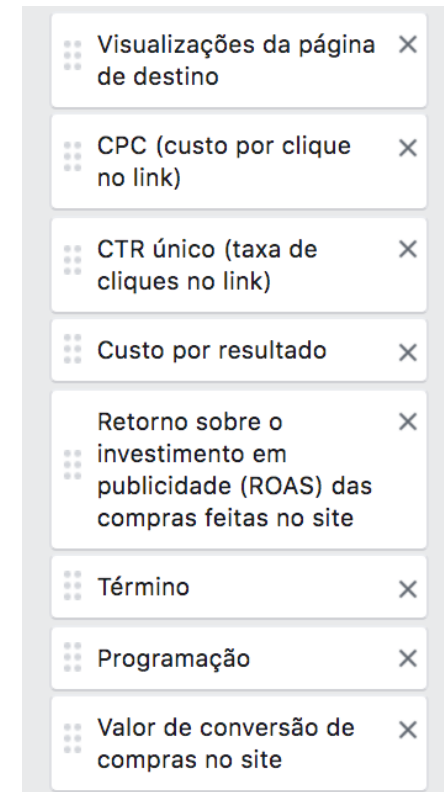 Visualizações da página
de destino
CPC (custo por clique
no link)
CTR único (taxa de
cliques no link)
Custo por resultado
Retorno sobre o
investimento em
publicidade (ROAS) das
compras feitas no site
Término
Programação
Valor de conversão de
compras no site